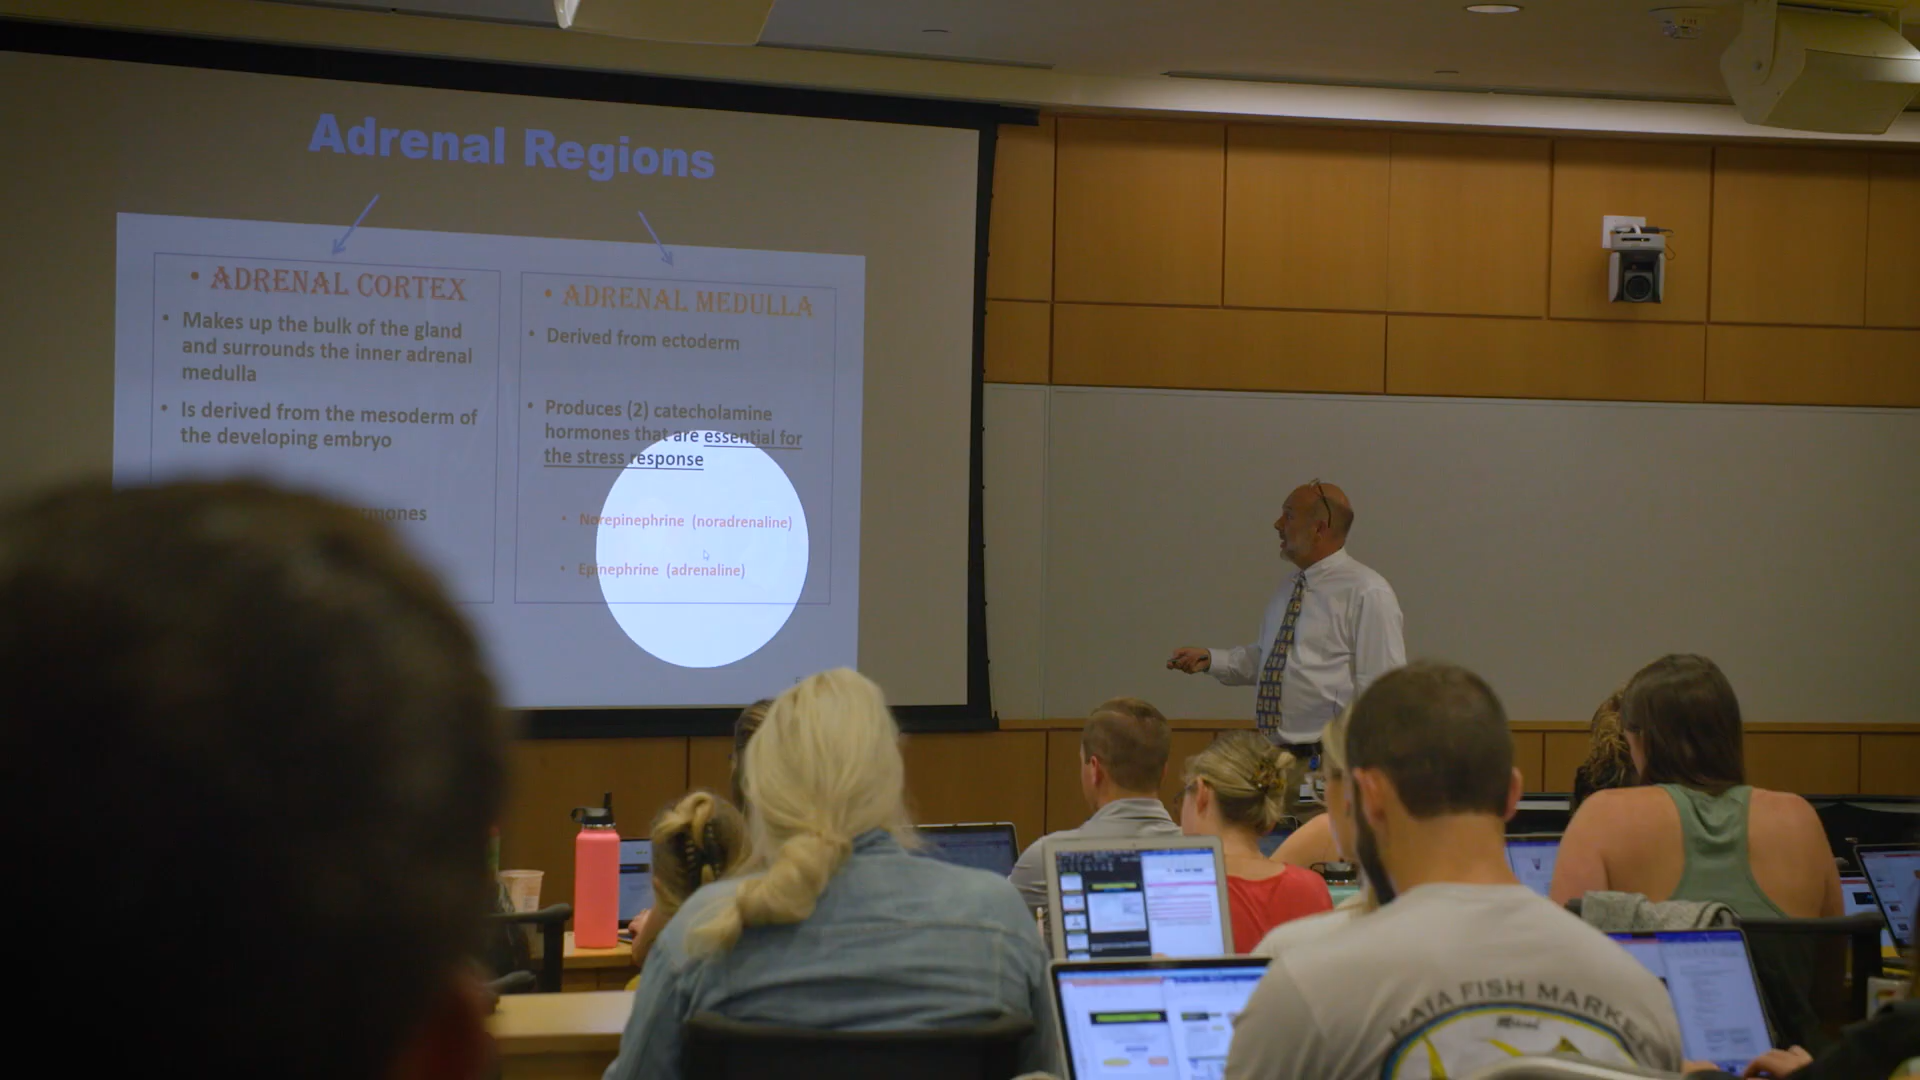 Adrenal Regions
• ADRENAL CORTEX
• Makes up the bulk of the gland
and surrounds the inner adrenal
medulla
• Is derived from the mesoderm of
the developing embryo
• ADRENAL MEDULLA
• Derived from ectoderm
• Produces (2) catecholamine
hormones that are essential for
the stress response
• Norepinephrine (noradrenaline)
• Epinephrine (adrenaline)
FISH MARKET